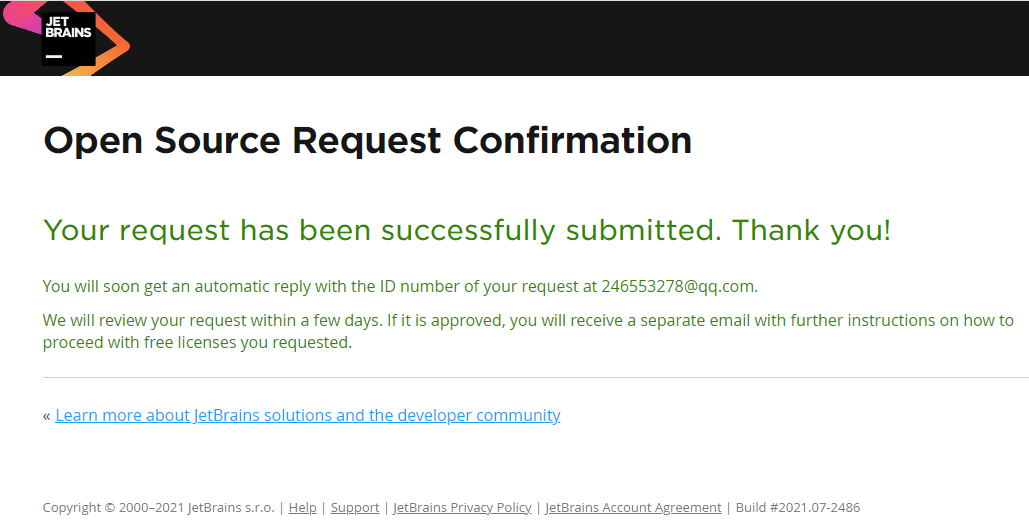 JET
BRAINS
Open Source Request Confirmation
Your request has been successfully submitted. Thank you!
You will soon get an automatic reply with the ID number of your request at 246553278@qq.com.
We will review your request within a few days. If it is approved, you will receive a separate email with further instructions on how to
proceed with free licenses you requested.
« Learn more about JetBrains solutions and the developer community
Copyright © 2000–2021 JetBrains s.r.o. | Help | Support | JetBrains Privacy Policy | JetBrains Account Agreement | Build #2021.07-2486